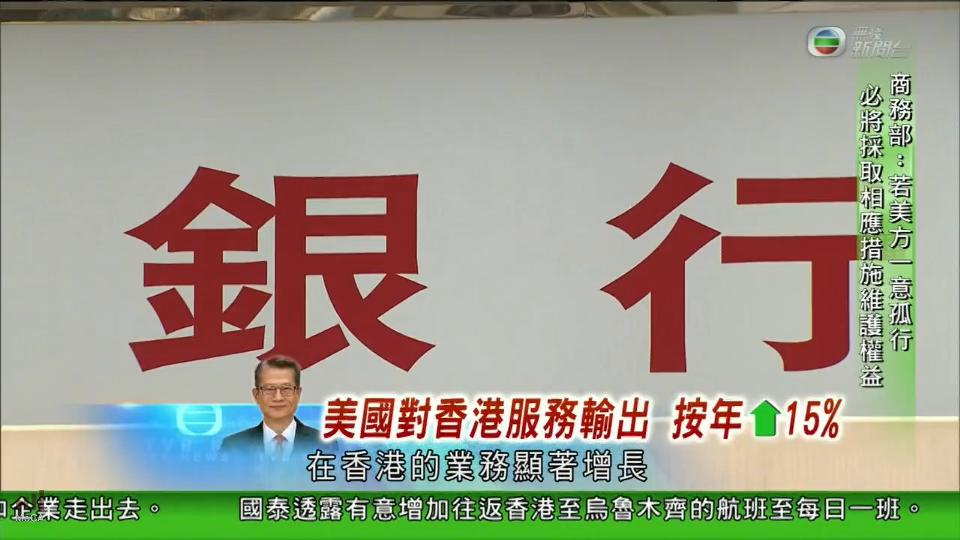 無綫
新聞台
商務部：若美方一意孤行
必將採取相應措施維護權益
銀行
美國對香港服務輸出 按年 15%
在香港的業務顯著增長
企業走出去。 國泰透露有意增加往返香港至烏魯木齊的航班至每日一班。